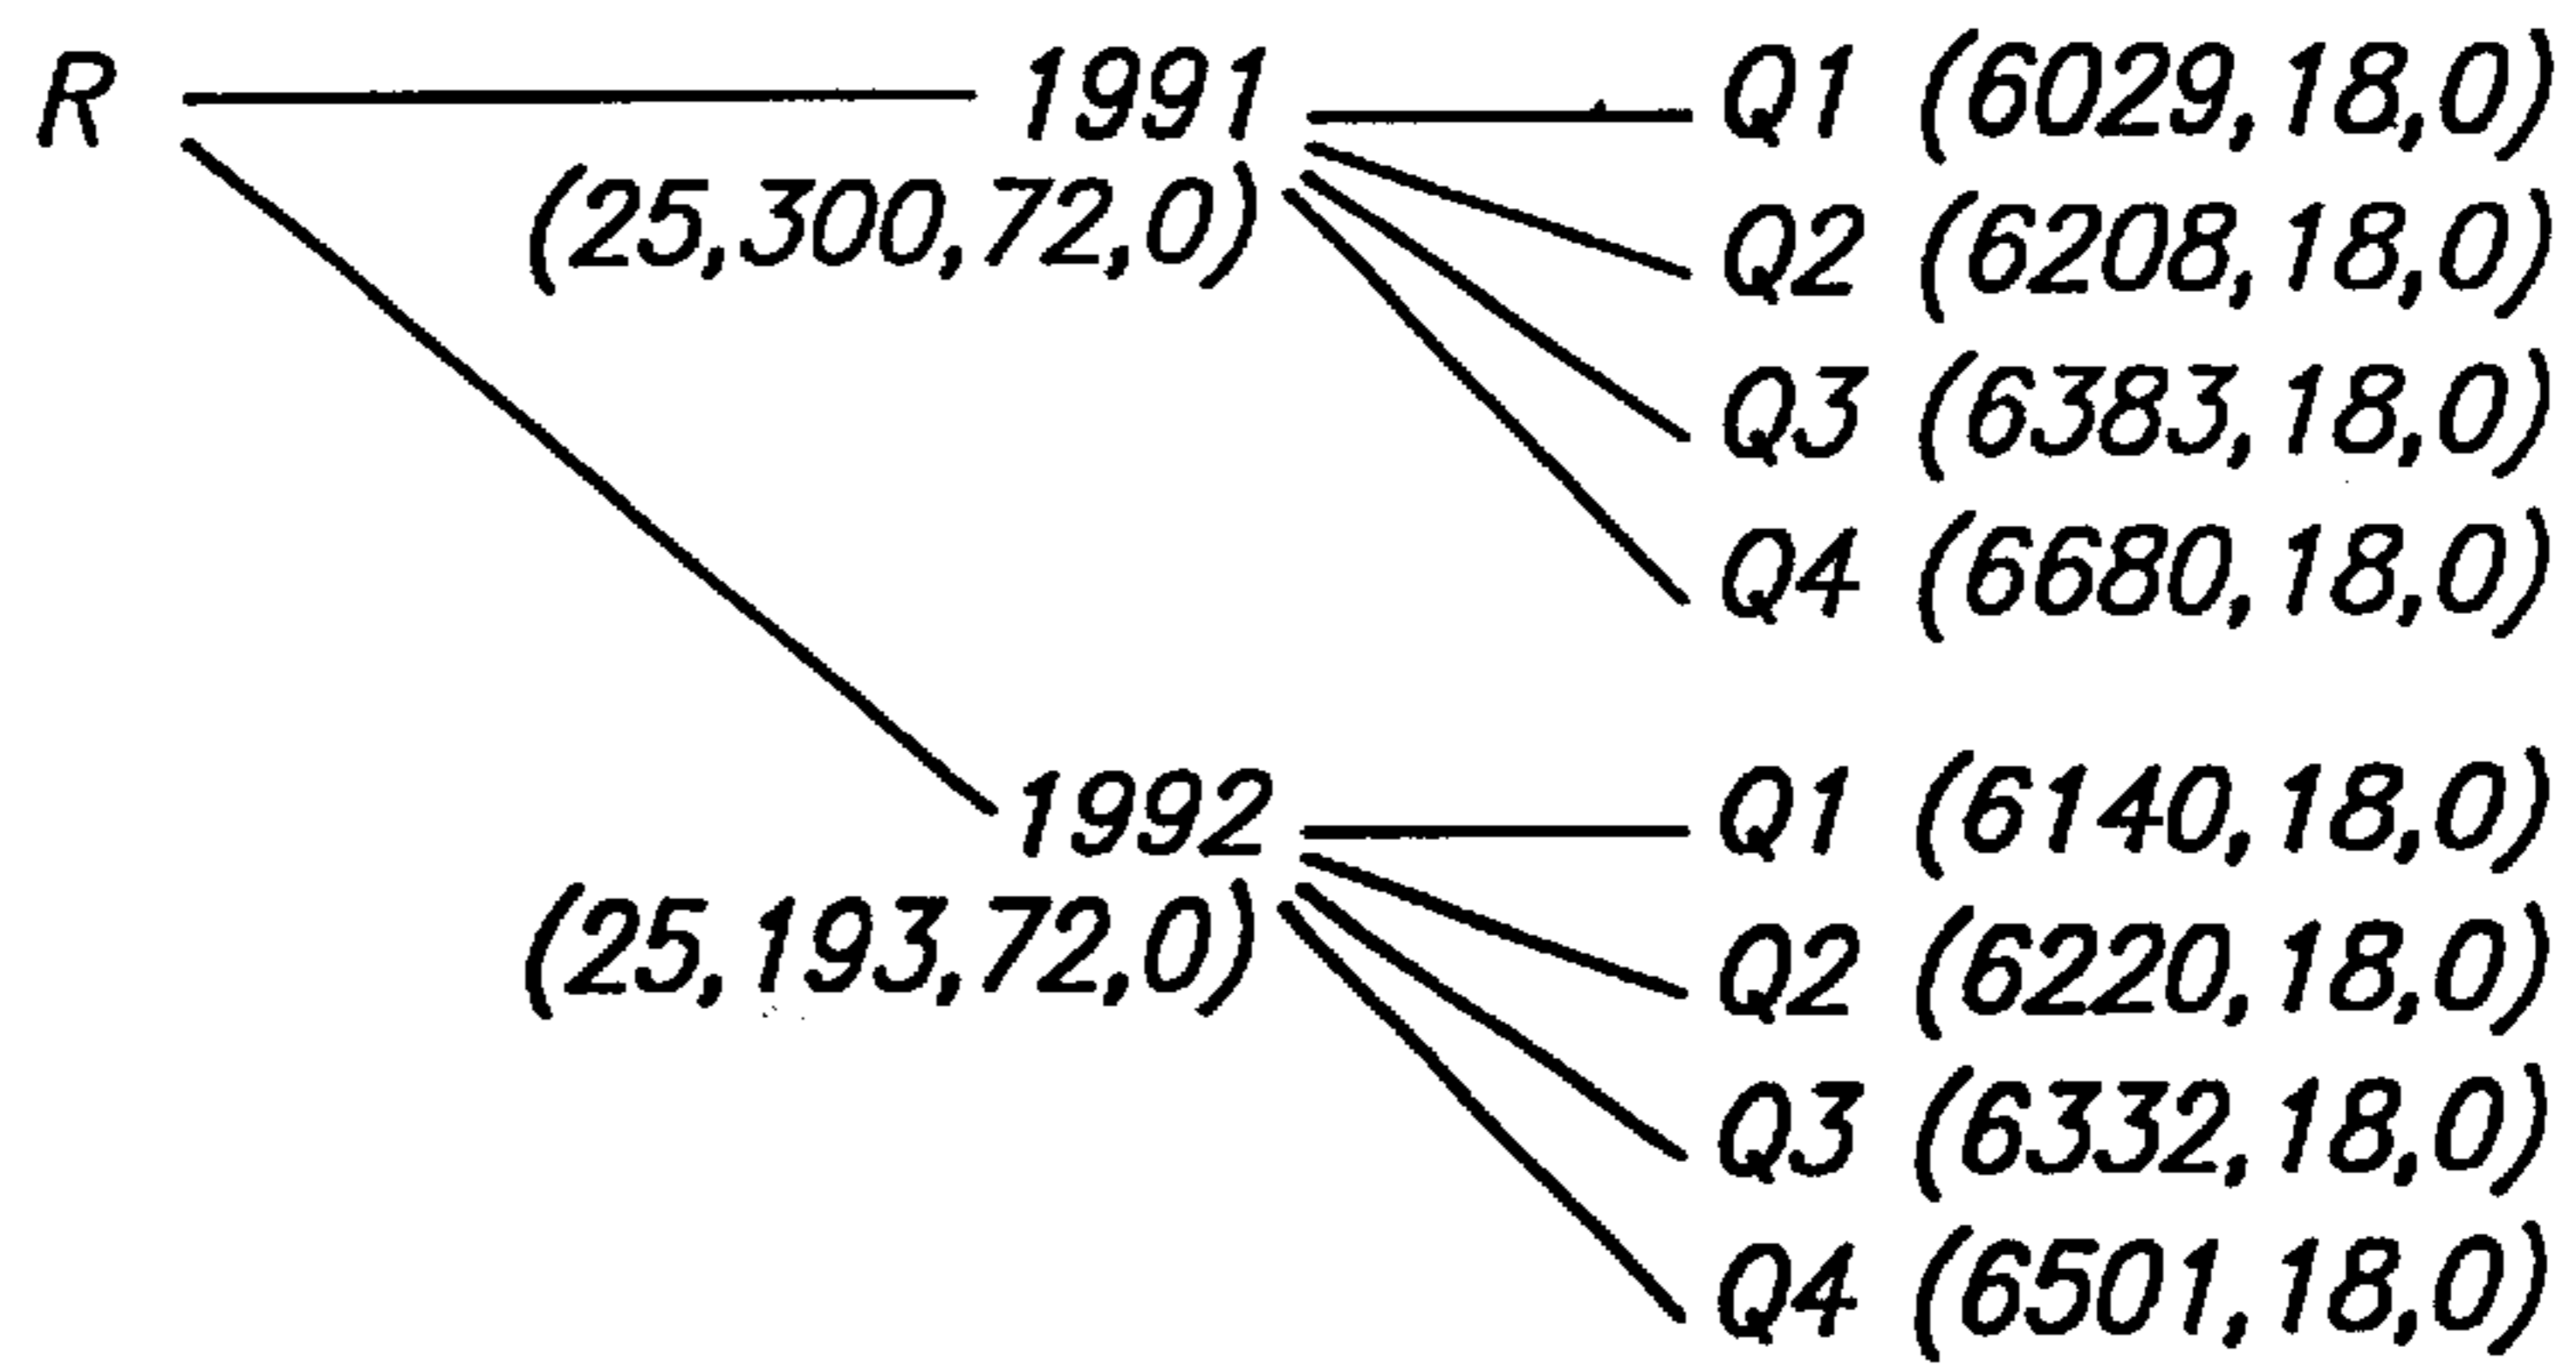 R 1991 Q1 (6029,18,0)
(25,300,72,0) Q2 (6208,18,0)
Q3 (6383,18,0)
Q4 (6680,18,0)
1992 Q1 (6140,18,0)
(25,193,72,0) Q2 (6220,18,0)
Q3 (6332,18,0)
Q4 (6501,18,0)